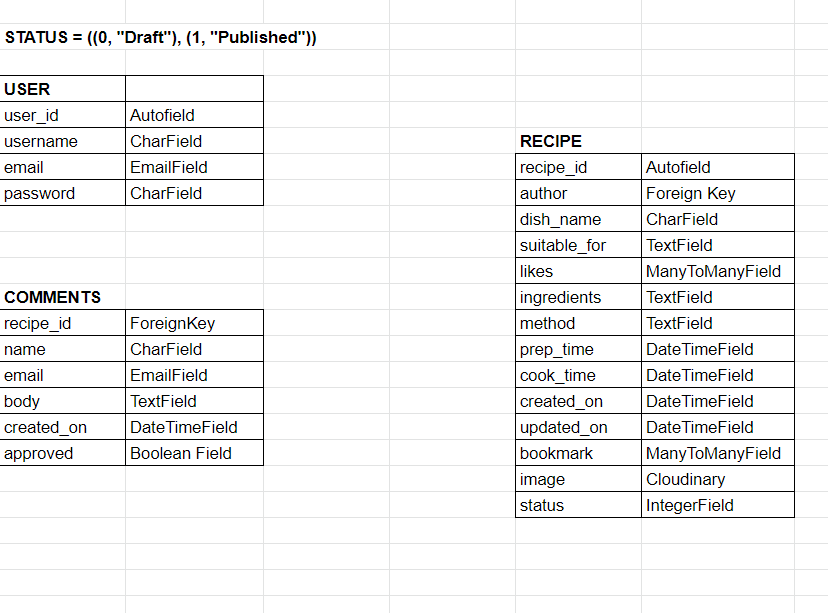 STATUS = ((0, "Draft"), (1, "Published"))
USER
user_id Autofield
username CharField
email EmailField
password CharField
COMMENTS
recipe_id ForeignKey
name CharField
email EmailField
body TextField
created_on DateTimeField
approved Boolean Field
RECIPE
recipe_id Autofield
author Foreign Key
dish_name CharField
suitable_for TextField
likes ManyToManyField
ingredients TextField
method TextField
prep_time DateTimeField
cook_time DateTimeField
created_on DateTimeField
updated_on DateTimeField
bookmark ManyToManyField
image Cloudinary
status IntegerField